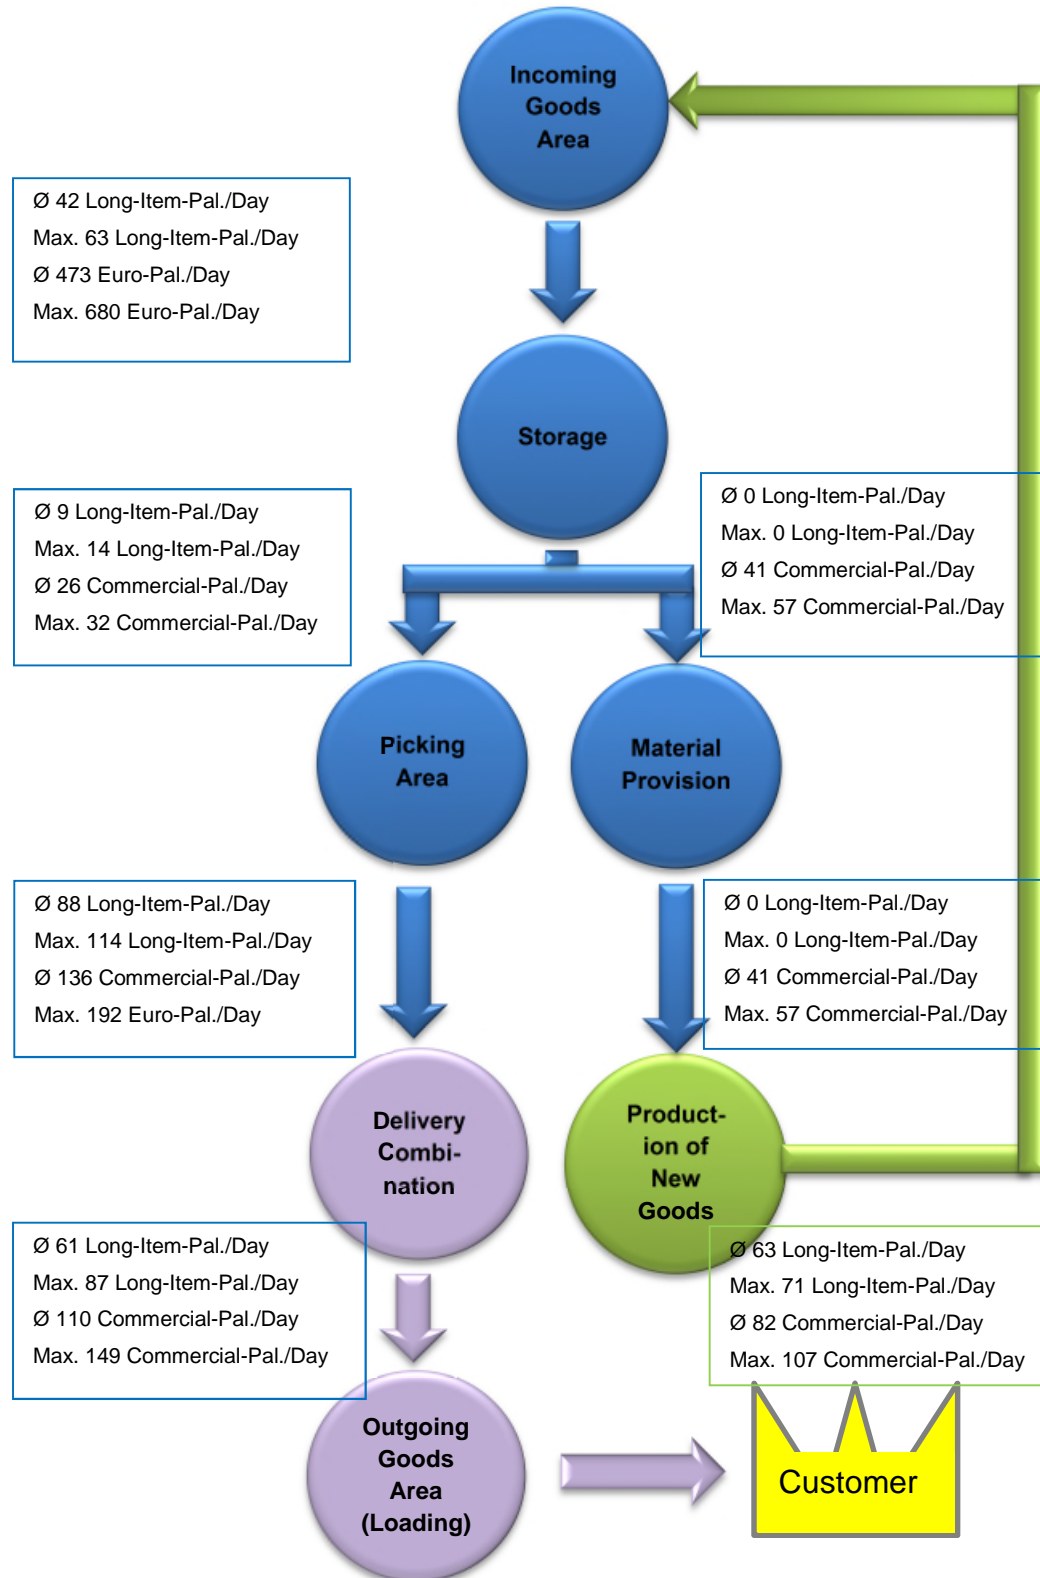 Incoming
Goods
Area
Ø 42 Long-Item-Pal./Day
Max. 63 Long-Item-Pal./Day
Ø 473 Euro-Pal./Day
Max. 680 Euro-Pal./Day
Storage
Ø 9 Long-Item-Pal./Day
Max. 14 Long-Item-Pal./Day
Ø 26 Commercial-Pal./Day
Max. 32 Commercial-Pal./Day
Ø 0 Long-Item-Pal./Day
Max. 0 Long-Item-Pal./Day
Ø 41 Commercial-Pal./Day
Max. 57 Commercial-Pal./Day
Picking
Area
Material
Provision
Ø 88 Long-Item-Pal./Day
Max. 114 Long-Item-Pal./Day
Ø 136 Commercial-Pal./Day
Max. 192 Euro-Pal./Day
Ø 0 Long-Item-Pal./Day
Max. 0 Long-Item-Pal./Day
Ø 41 Commercial-Pal./Day
Max. 57 Commercial-Pal./Day
Delivery
Combi-
nation
Product-
ion of
New
Goods
Ø 61 Long-Item-Pal./Day
Max. 87 Long-Item-Pal./Day
Ø 110 Commercial-Pal./Day
Max. 149 Commercial-Pal./Day
Ø 63 Long-Item-Pal./Day
Max. 71 Long-Item-Pal./Day
Ø 82 Commercial-Pal./Day
Max. 107 Commercial-Pal./Day
Outgoing
Goods
Area
(Loading)
Customer